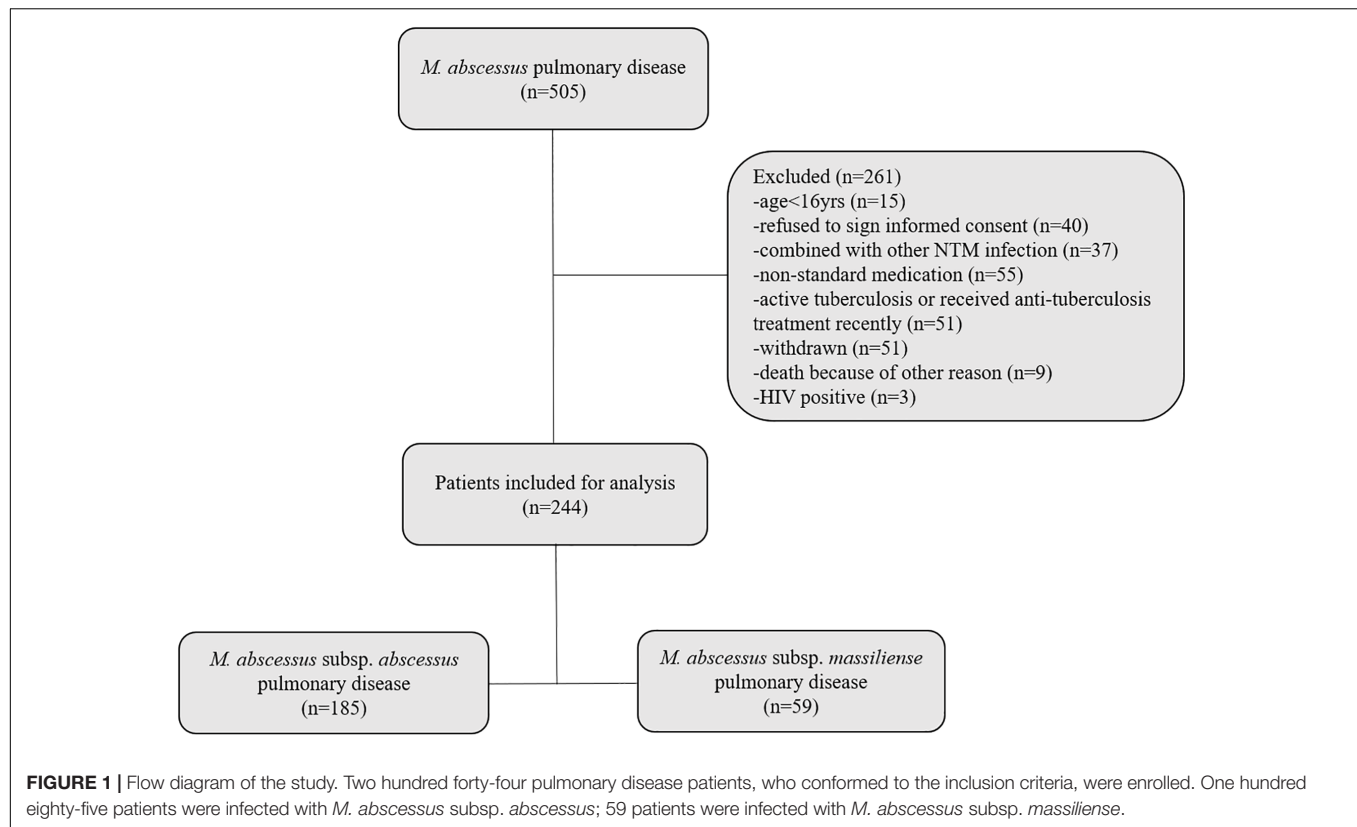 M. abscessus pulmonary disease
(n=505)
Excluded (n=261)
-age<16yrs (n=15)
-refused to sign informed consent (n=40)
-combined with other NTM infection (n=37)
-non-standard medication (n=55)
-active tuberculosis or received anti-tuberculosis
treatment recently (n=51)
-withdrawn (n=51)
-death because of other reason (n=9)
-HIV positive (n=3)
Patients included for analysis
(n=244)
M. abscessus subsp. abscessus
pulmonary disease
(n=185)
M. abscessus subsp. massiliense
pulmonary disease
(n=59)
FIGURE 1 | Flow diagram of the study. Two hundred forty-four pulmonary disease patients, who conformed to the inclusion criteria, were enrolled. One hundred
eighty-five patients were infected with M. abscessus subsp. abscessus; 59 patients were infected with M. abscessus subsp. massiliense.